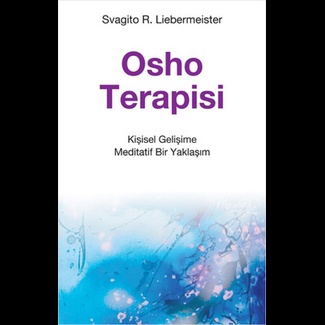 Svagito R. Liebermeister
Osho
Terapisi
Kişisel Gelişime
Meditatif Bir Yaklaşım